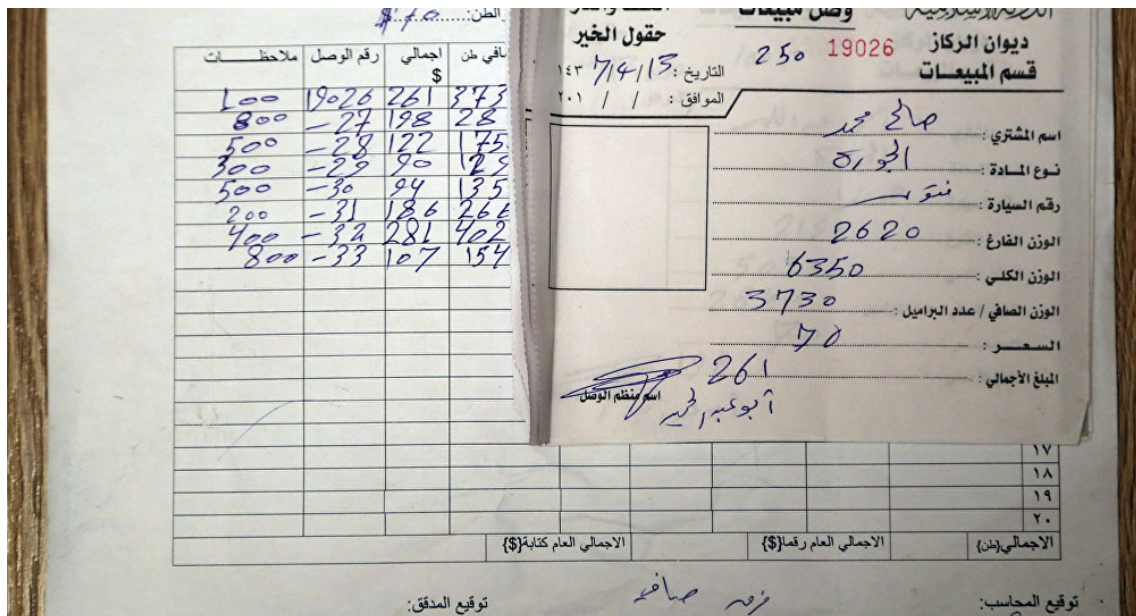 الطن: $70
ملاحظات رقم الوصل اجمالي $ صافي طن
100 19026 261 373
800 -27 198 28
500 -28 122 175
300 -29 90 129
500 -30 94 135
200 -31 186 266
400 -32 281 402
800 -33 107 154
١٧
١٨
١٩
٢٠
الاجمالي{طن} الاجمالي العام رقما{$} الاجمالي العام كتابة{$}
توقيع المحاسب: توقيع المدقق:
وصل مبيعات
ديوان الركاز
قسم المبيعات
19026
250
حقول الخير
التاريخ: 7/4/15 ١٤٣
الموافق: / / ٢٠١
اسم المشتري: صالح محمد
نوع المادة:
رقم السيارة:
الوزن الفارغ: 2620
الوزن الكلي: 6350
الوزن الصافي / عدد البراميل: 3730
السعر: 70
المبلغ الأجمالي: 261
اسم منظم الوصل